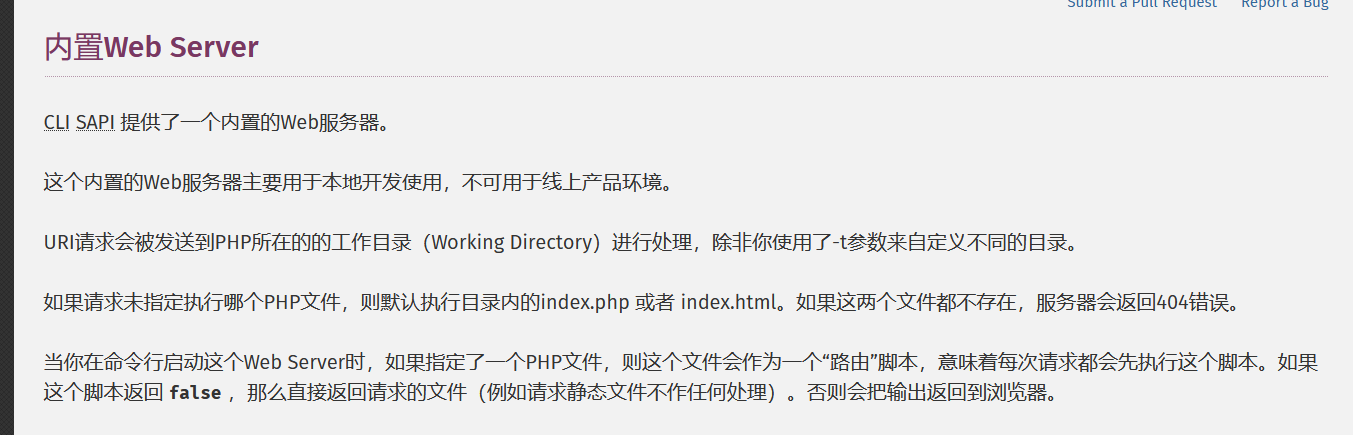 Submit a Pull Request Report a Bug
内置Web Server
CLI SAPI 提供了一个内置的Web服务器。
这个内置的Web服务器主要用于本地开发使用，不可用于线上产品环境。
URI请求会被发送到PHP所在的的工作目录（Working Directory）进行处理，除非你使用了-t参数来自定义不同的目录。
如果请求未指定执行哪个PHP文件，则默认执行目录内的index.php 或者 index.html。如果这两个文件都不存在，服务器会返回404错误。
当你在命令行启动这个Web Server时，如果指定了一个PHP文件，则这个文件会作为一个“路由”脚本，意味着每次请求都会先执行这个脚本。如果
这个脚本返回 false ，那么直接返回请求的文件（例如请求静态文件不作任何处理）。否则会把输出返回到浏览器。